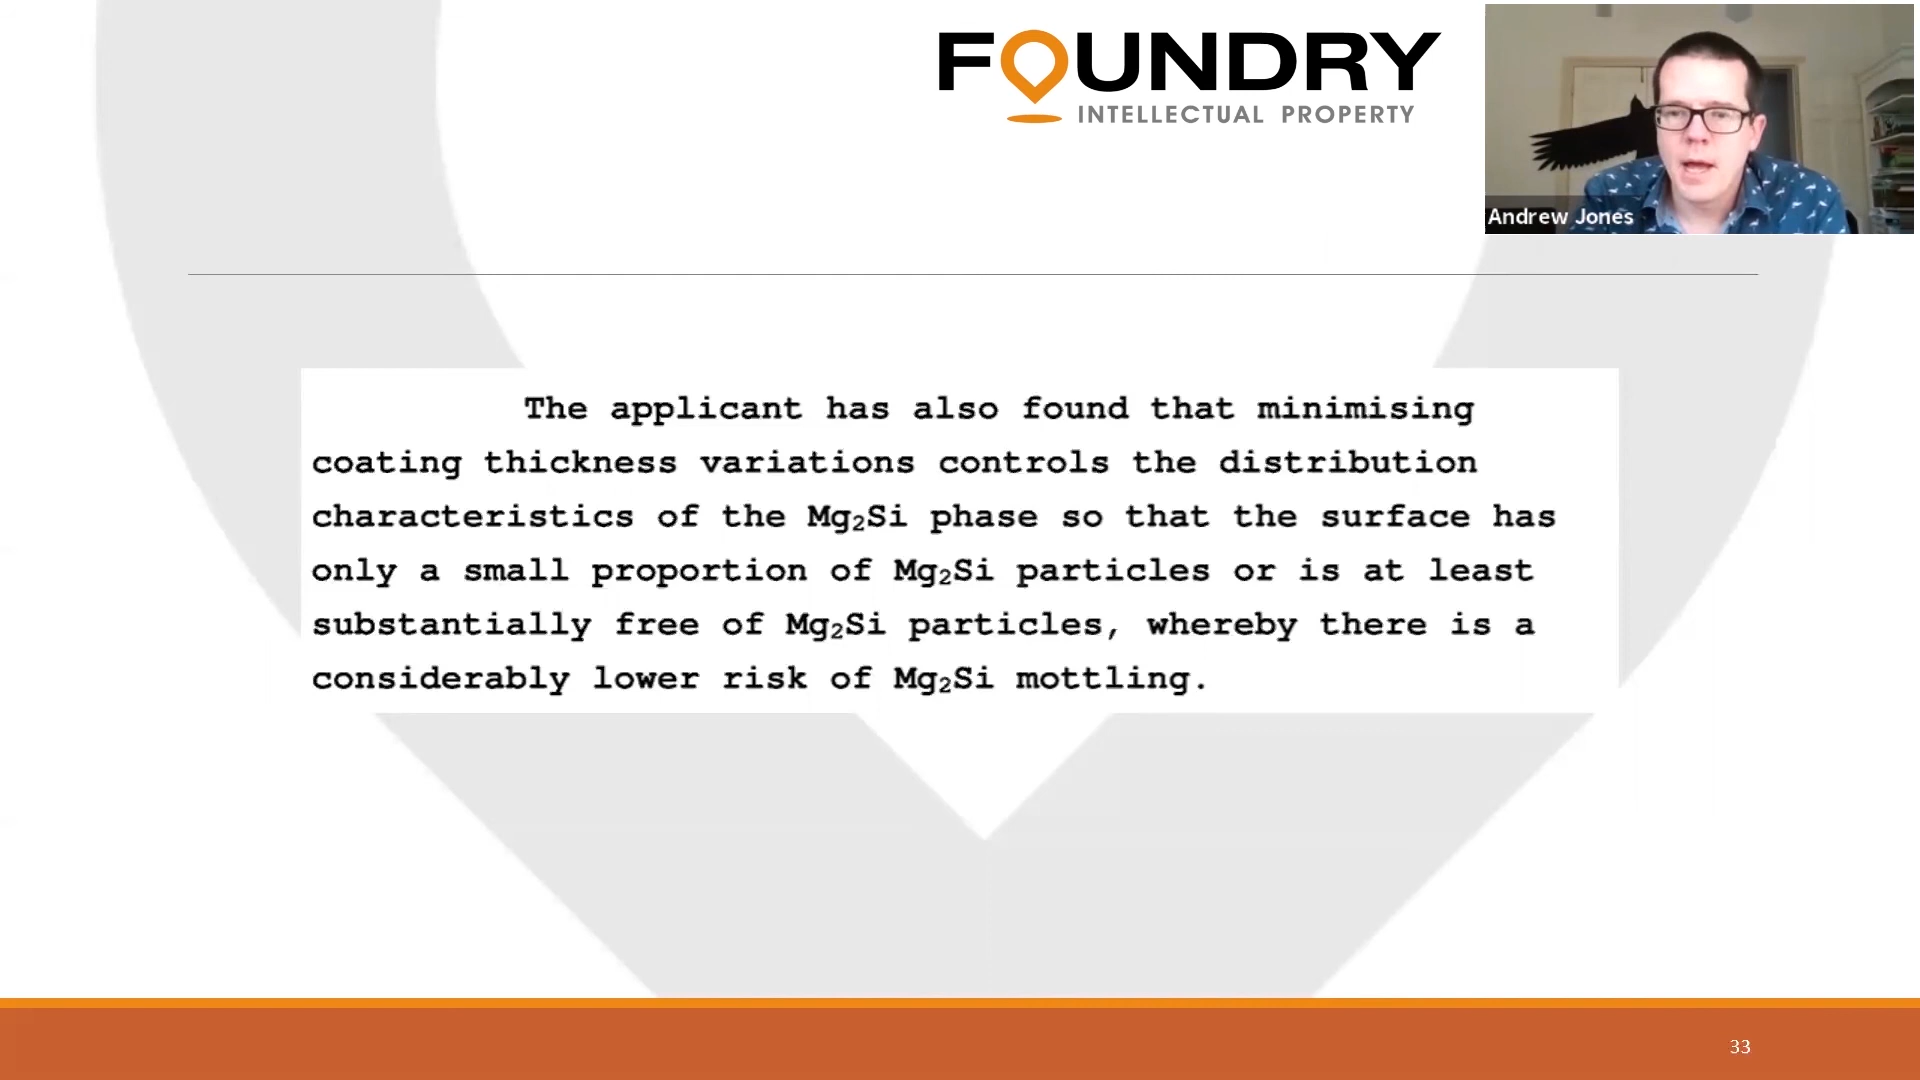 FOUNDRY
INTELLECTUAL PROPERTY
Andrew Jones
The applicant has also found that minimising
coating thickness variations controls the distribution
characteristics of the Mg₂Si phase so that the surface has
only a small proportion of Mg₂Si particles or is at least
substantially free of Mg₂Si particles, whereby there is a
considerably lower risk of Mg₂Si mottling.
33